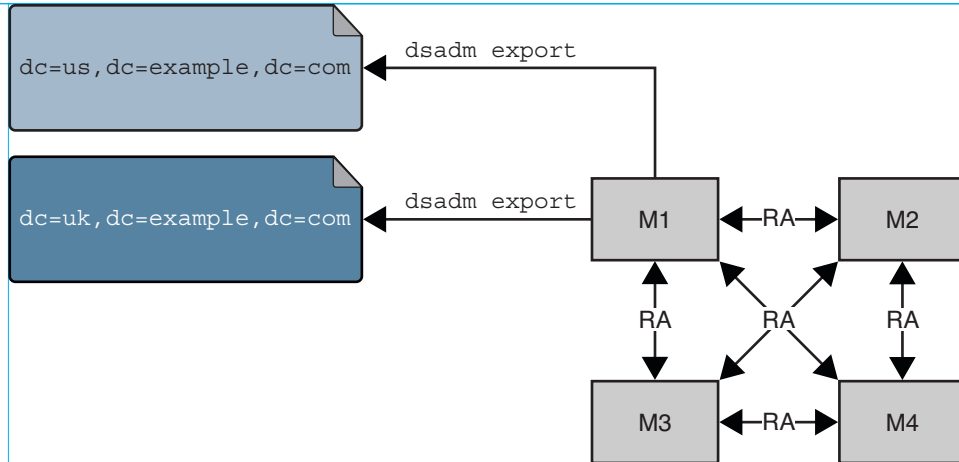 dc=us,dc=example,dc=com
dsadm export
dc=uk,dc=example,dc=com
dsadm export
M1
RA
M2
RA
RA
RA
M3
RA
M4